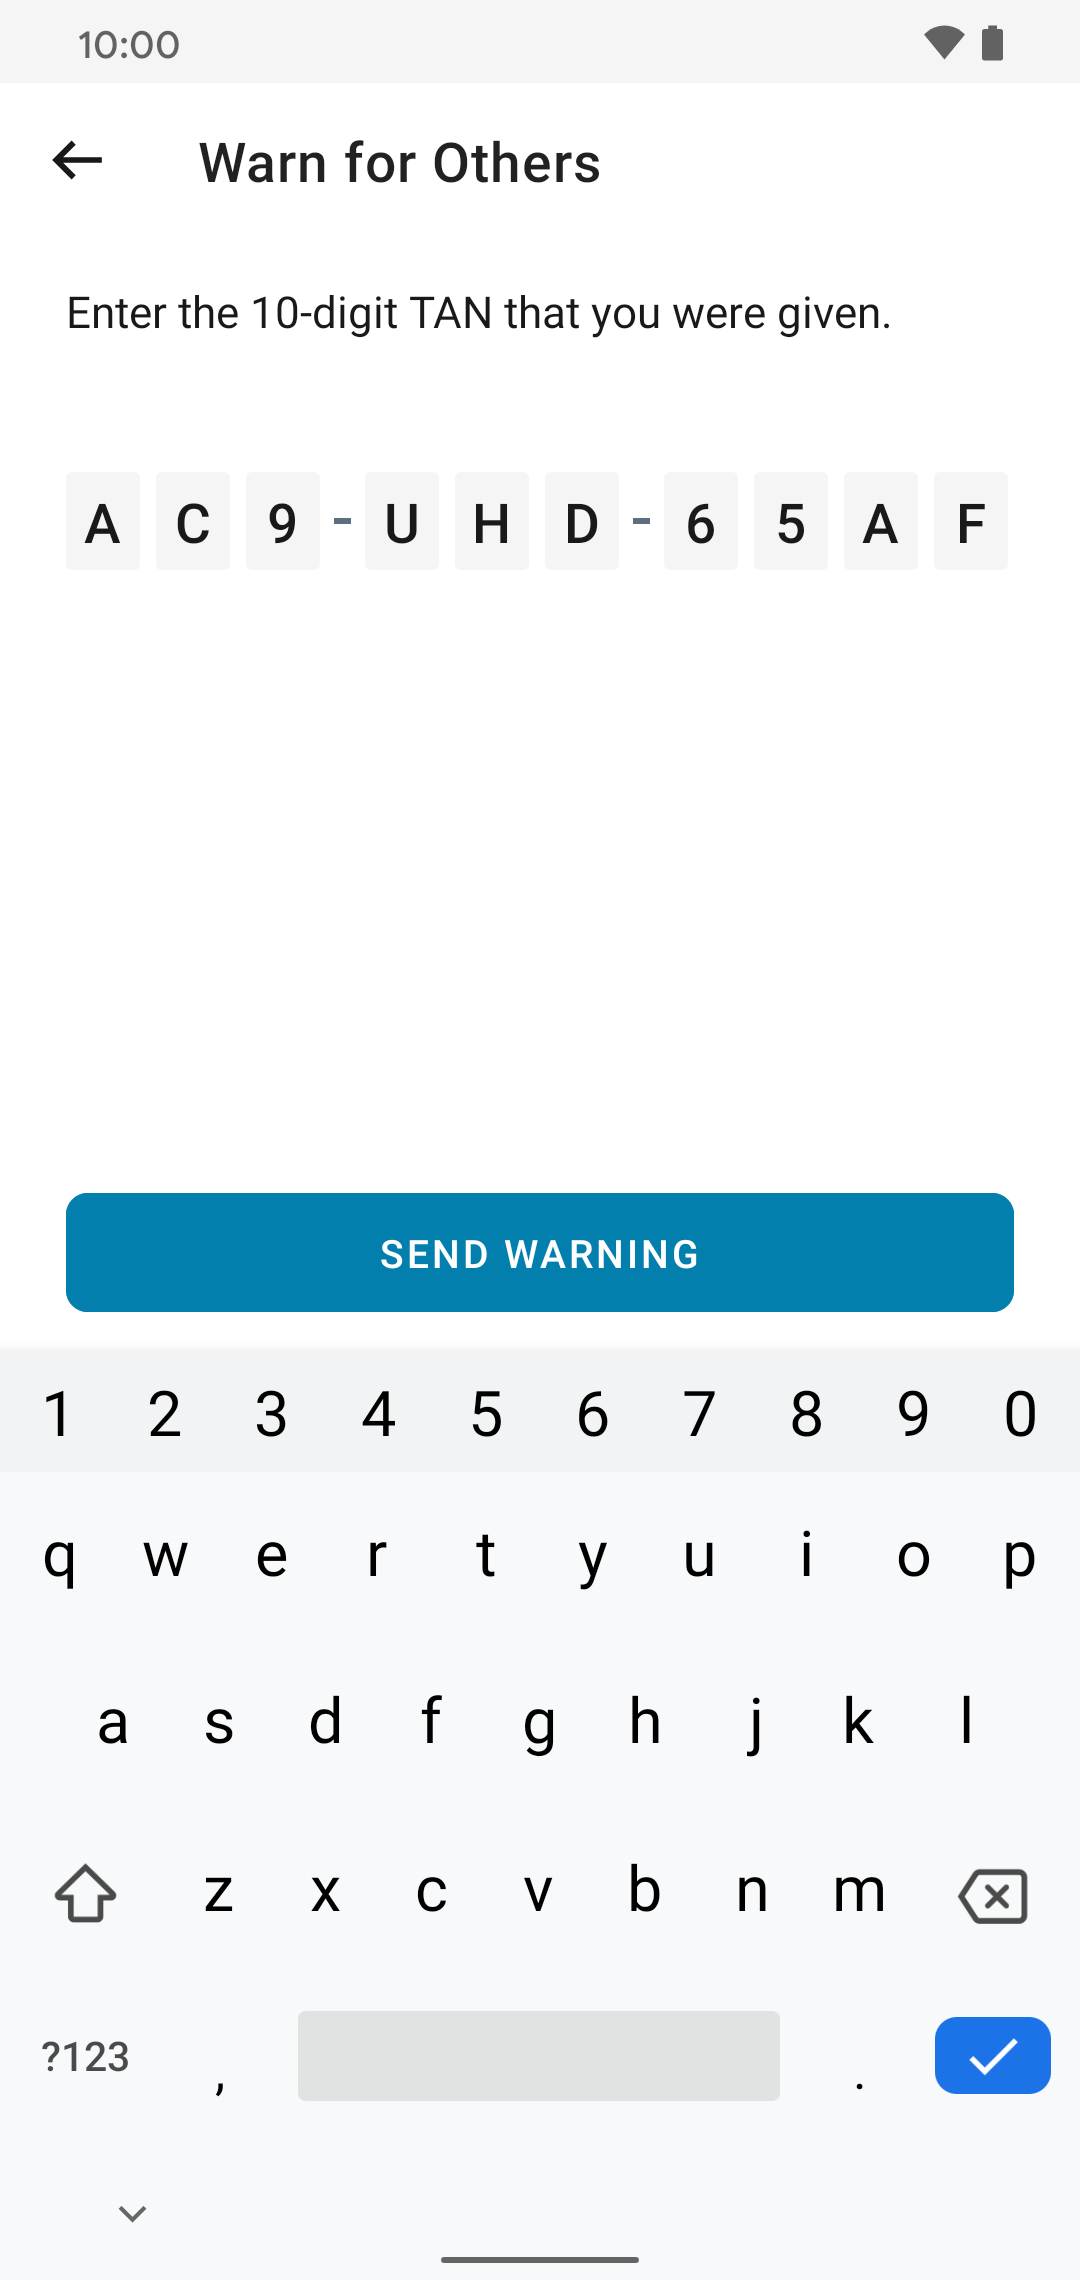 10:00
Warn for Others
Enter the 10-digit TAN that you were given.
A C 9 - U H D - 6 5 A F
SEND WARNING
1 2 3 4 5 6 7 8 9 0
q w e r t y u i o p
a s d f g h j k l
z x c v b n m
?123 , .